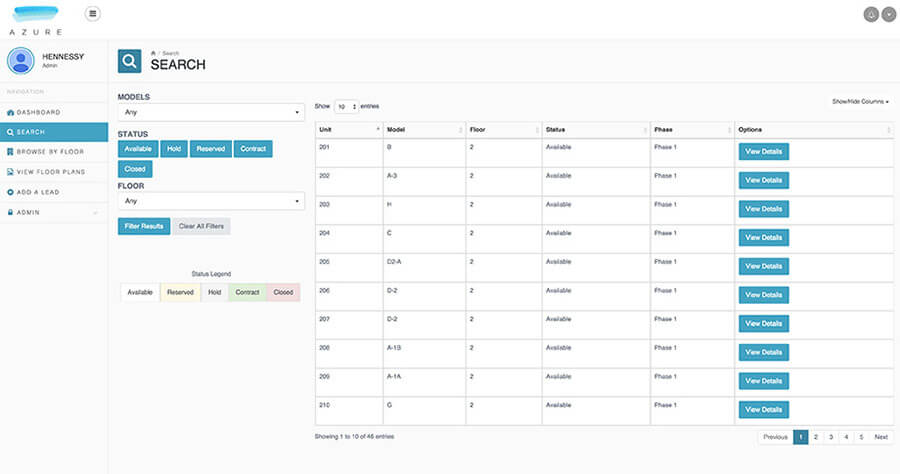 AZURE
HENNESSY
Admin
NAVIGATION
DASHBOARD
SEARCH
BROWSE BY FLOOR
VIEW FLOOR PLANS
ADD A LEAD
ADMIN
/ Search
SEARCH
MODELS
Any
STATUS
Available Hold Reserved Contract
Closed
FLOOR
Any
Filter Results Clear All Filters
Status Legend
Available Reserved Hold Contract Closed
Show 10 entries
Show/Hide Columns
Unit Model Floor Status Phase Options
201 B 2 Available Phase 1 View Details
202 A-3 2 Available Phase 1 View Details
203 H 2 Available Phase 1 View Details
204 C 2 Available Phase 1 View Details
205 D2-A 2 Available Phase 1 View Details
206 D-2 2 Available Phase 1 View Details
207 D-2 2 Available Phase 1 View Details
208 A-1B 2 Available Phase 1 View Details
209 A-1A 2 Available Phase 1 View Details
210 G 2 Available Phase 1 View Details
Showing 1 to 10 of 46 entries
Previous 1 2 3 4 5 Next